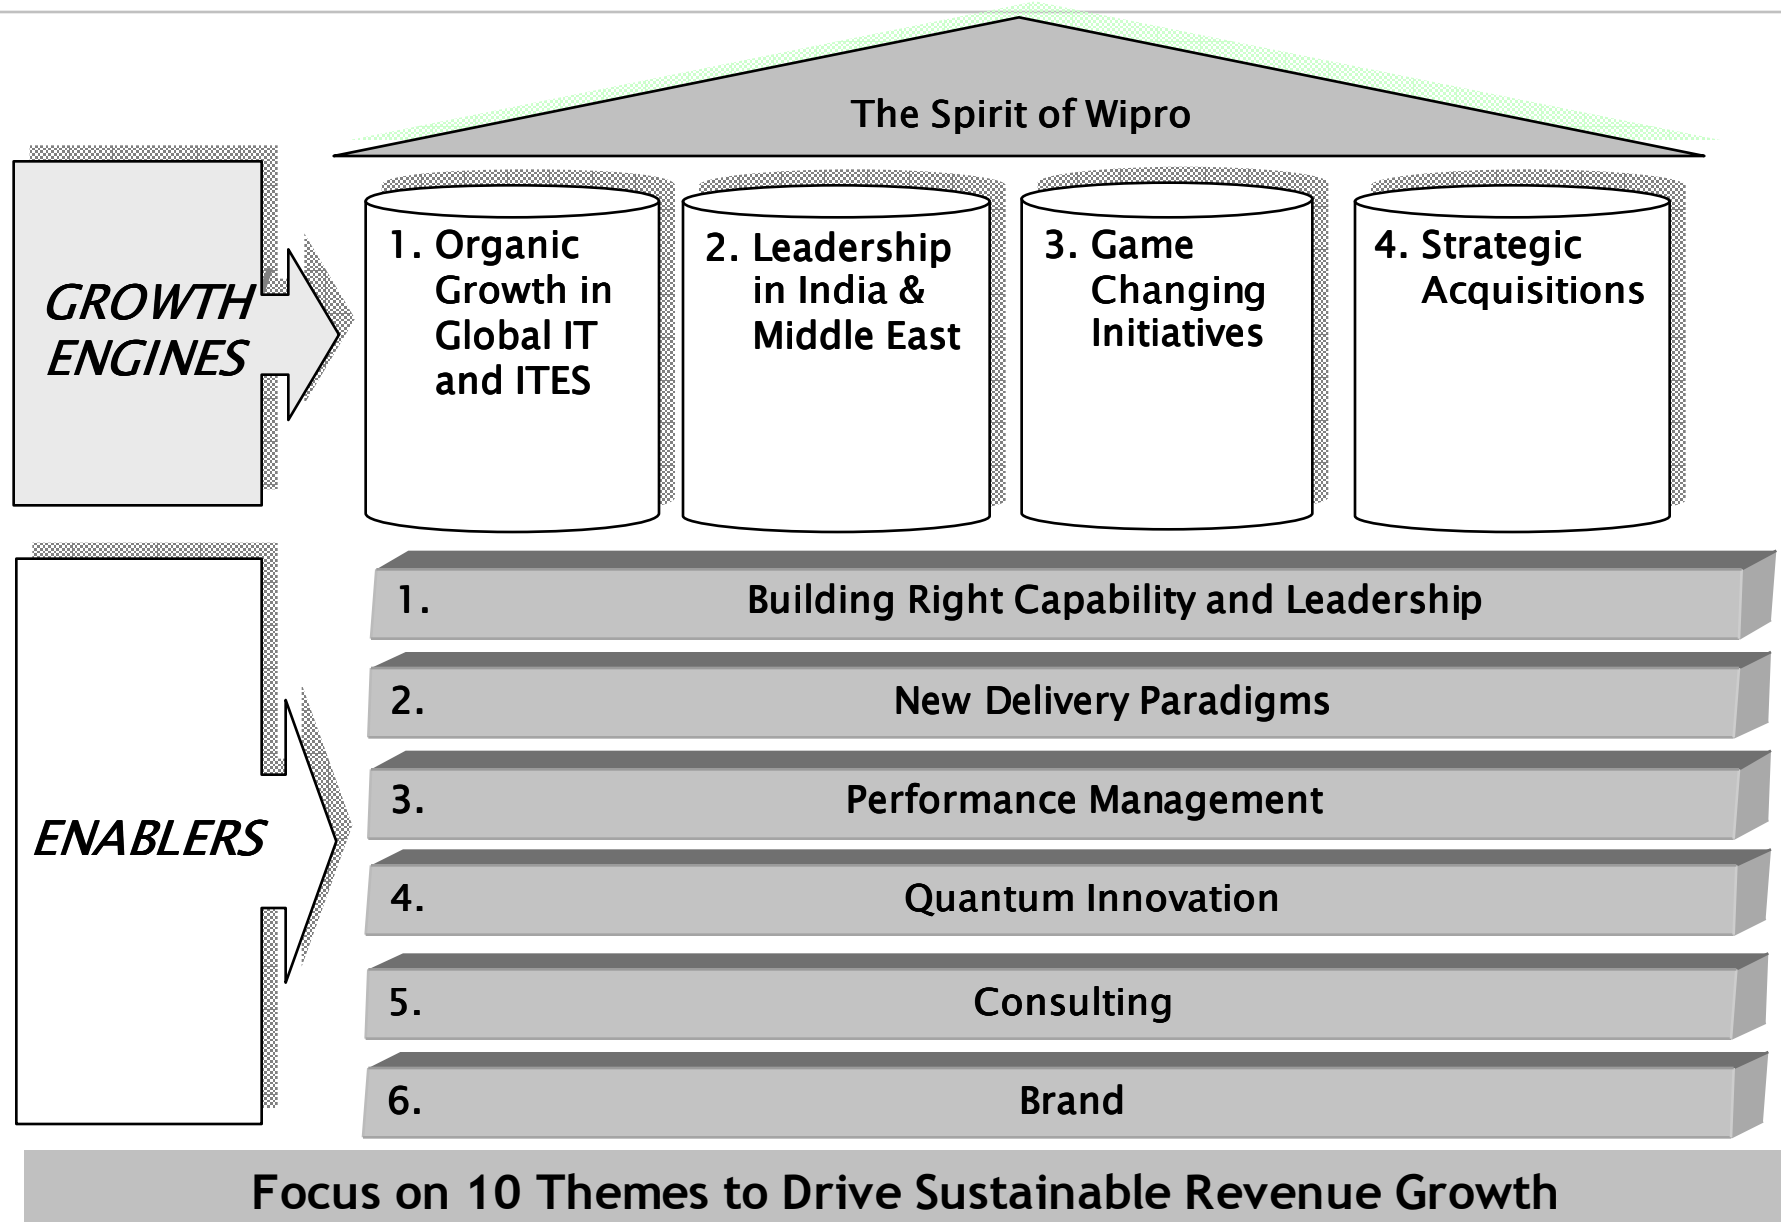 The Spirit of Wipro
GROWTH
ENGINES
1. Organic
Growth in
Global IT
and ITES
2. Leadership
in India &
Middle East
3. Game
Changing
Initiatives
4. Strategic
Acquisitions
ENABLERS
1. Building Right Capability and Leadership
2. New Delivery Paradigms
3. Performance Management
4. Quantum Innovation
5. Consulting
6. Brand
Focus on 10 Themes to Drive Sustainable Revenue Growth